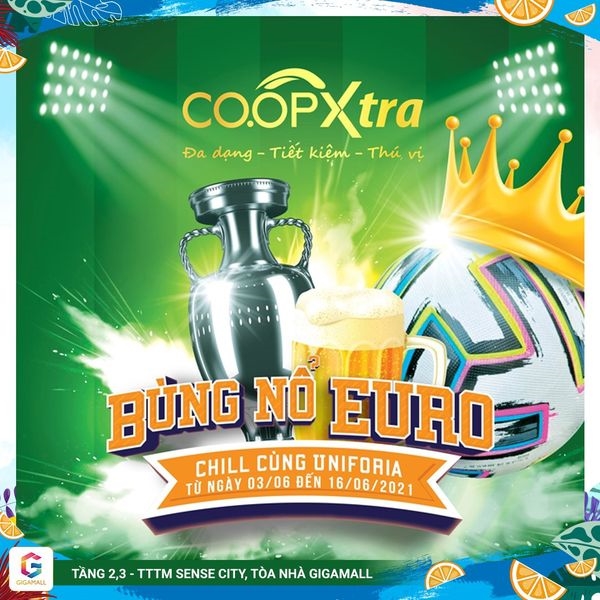 CO.OPXtra
Đa dạng - Tiết kiệm - Thú vị
BÙNG NỔ EURO
CHILL CÙNG UNIFORIA
TỪ NGÀY 03/06 ĐẾN 16/06/2021
GIGAMALL
TẦNG 2,3 - TTTM SENSE CITY, TÒA NHÀ GIGAMALL